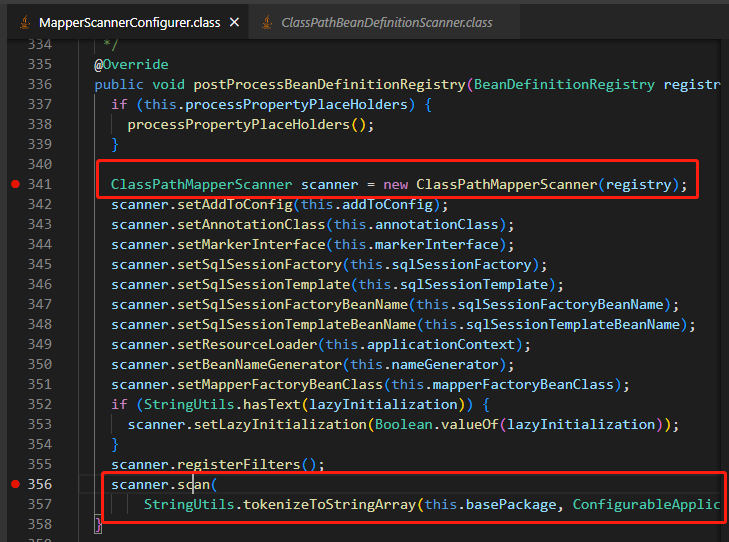 MapperScannerConfigurer.class ClassPathBeanDefinitionScanner.class
334 */
335 @Override
336 public void postProcessBeanDefinitionRegistry(BeanDefinitionRegistry registr
337 if (this.processPropertyPlaceHolders) {
338 processPropertyPlaceHolders();
339 }
340
341 ClassPathMapperScanner scanner = new ClassPathMapperScanner(registry);
342 scanner.setAddToConfig(this.addToConfig);
343 scanner.setAnnotationClass(this.annotationClass);
344 scanner.setMarkerInterface(this.markerInterface);
345 scanner.setSqlSessionFactory(this.sqlSessionFactory);
346 scanner.setSqlSessionTemplate(this.sqlSessionTemplate);
347 scanner.setSqlSessionFactoryBeanName(this.sqlSessionFactoryBeanName);
348 scanner.setSqlSessionTemplateBeanName(this.sqlSessionTemplateBeanName);
349 scanner.setResourceLoader(this.applicationContext);
350 scanner.setBeanNameGenerator(this.nameGenerator);
351 scanner.setMapperFactoryBeanClass(this.mapperFactoryBeanClass);
352 if (StringUtils.hasText(lazyInitialization)) {
353 scanner.setLazyInitialization(Boolean.valueOf(lazyInitialization));
354 }
355 scanner.registerFilters();
356 scanner.scan(
357 StringUtils.tokenizeToStringArray(this.basePackage, ConfigurableApplic
358 }